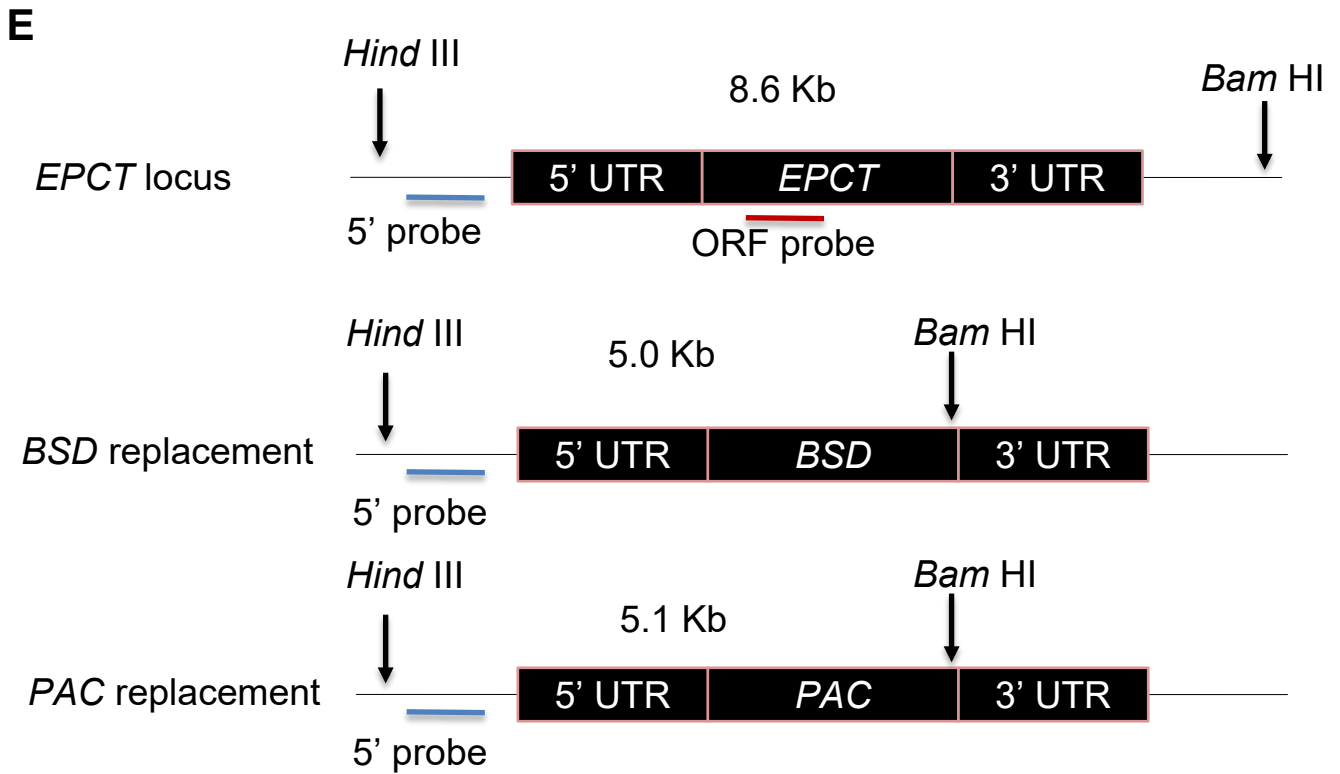 E
Hind III
8.6 Kb
Bam HI
EPCT locus
5’ UTR EPCT 3’ UTR
5’ probe
ORF probe
Hind III
5.0 Kb
Bam HI
BSD replacement
5’ UTR BSD 3’ UTR
5’ probe
Hind III
5.1 Kb
Bam HI
PAC replacement
5’ UTR PAC 3’ UTR
5’ probe